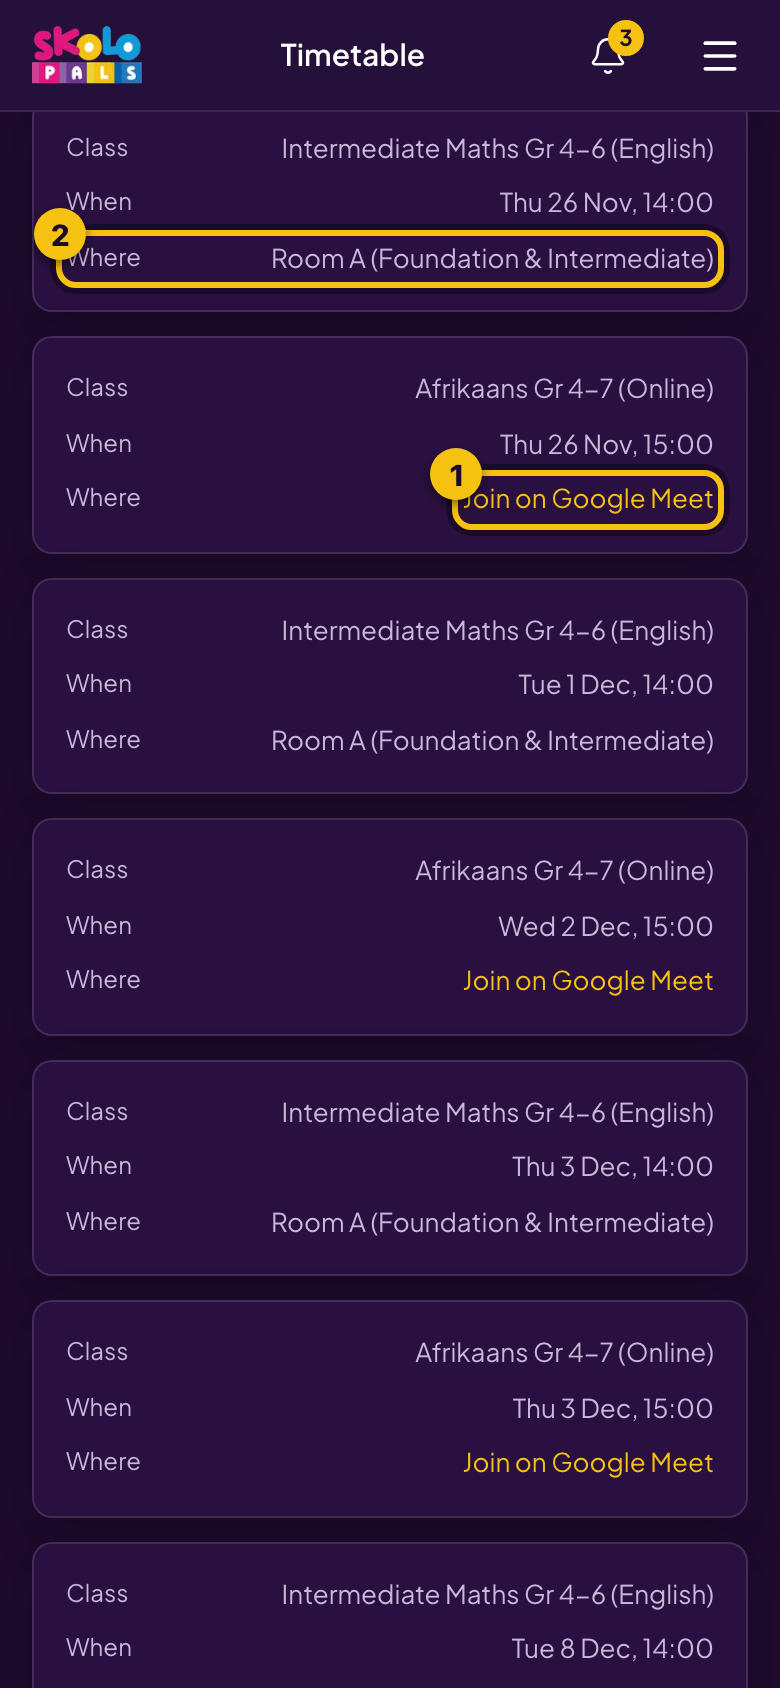 SKOLO
PALS
Timetable
3
Class Intermediate Maths Gr 4–6 (English)
When Thu 26 Nov, 14:00
2
Where Room A (Foundation & Intermediate)
Class Afrikaans Gr 4–7 (Online)
When Thu 26 Nov, 15:00
1
Where Join on Google Meet
Class Intermediate Maths Gr 4–6 (English)
When Tue 1 Dec, 14:00
Where Room A (Foundation & Intermediate)
Class Afrikaans Gr 4–7 (Online)
When Wed 2 Dec, 15:00
Where Join on Google Meet
Class Intermediate Maths Gr 4–6 (English)
When Thu 3 Dec, 14:00
Where Room A (Foundation & Intermediate)
Class Afrikaans Gr 4–7 (Online)
When Thu 3 Dec, 15:00
Where Join on Google Meet
Class Intermediate Maths Gr 4–6 (English)
When Tue 8 Dec, 14:00